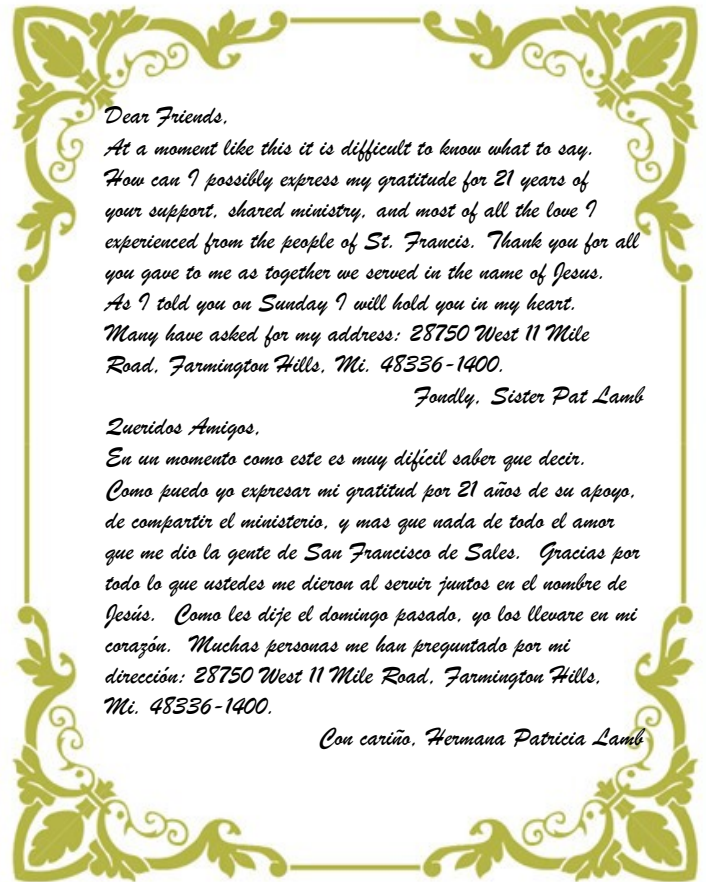 Dear Friends,
At a moment like this it is difficult to know what to say.
How can I possibly express my gratitude for 21 years of
your support, shared ministry, and most of all the love I
experienced from the people of St. Francis. Thank you for all
you gave to me as together we served in the name of Jesus.
As I told you on Sunday I will hold you in my heart.
Many have asked for my address: 28750 West 11 Mile
Road, Farmington Hills, Mi. 48336-1400.
Fondly, Sister Pat Lamb
Queridos Amigos,
En un momento como este es muy difícil saber que decir.
Como puedo yo expresar mi gratitud por 21 años de su apoyo,
de compartir el ministerio, y mas que nada de todo el amor
que me dio la gente de San Francisco de Sales. Gracias por
todo lo que ustedes me dieron al servir juntos en el nombre de
Jesús. Como les dije el domingo pasado, yo los llevare en mi
corazón. Muchas personas me han preguntado por mi
dirección: 28750 West 11 Mile Road, Farmington Hills,
Mi. 48336-1400.
Con cariño, Hermana Patricia Lamb